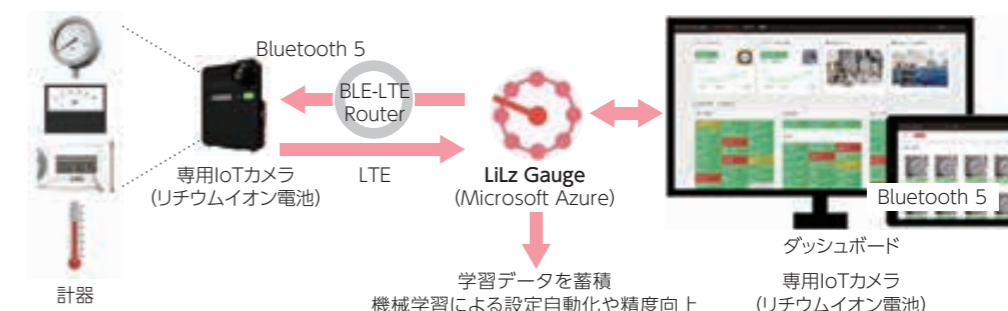 Bluetooth 5
BLE-LTE
Router
専用IoTカメラ
(リチウムイオン電池)
LTE
LiLz Gauge
(Microsoft Azure)
Bluetooth 5
ダッシュボード
計器
学習データを蓄積
機械学習による設定自動化や精度向上
専用IoTカメラ
(リチウムイオン電池)